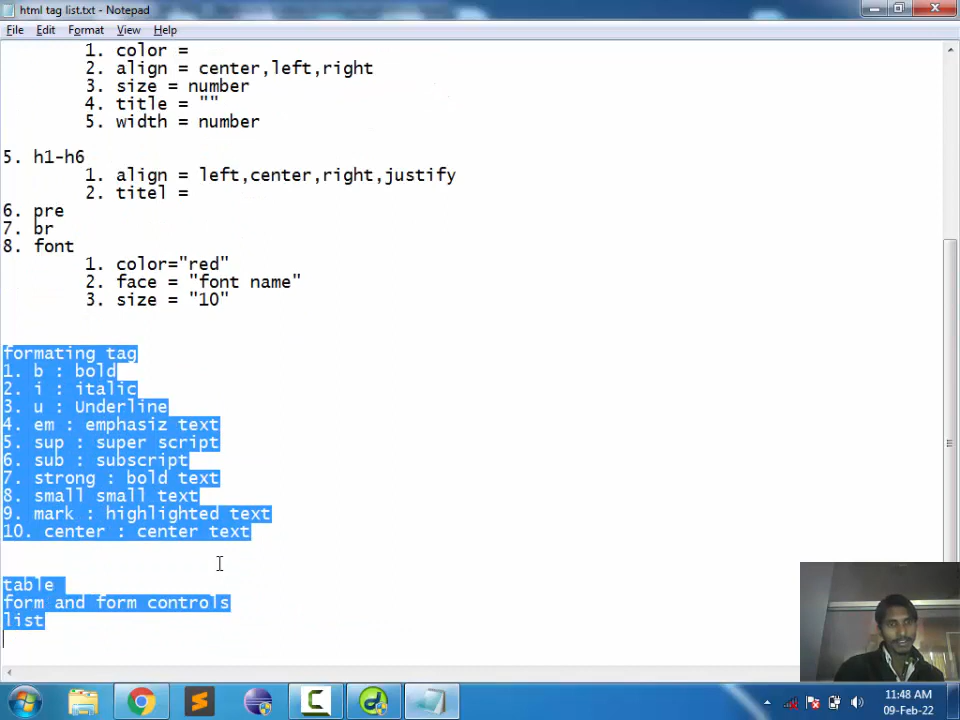 html tag list.txt - Notepad
File Edit Format View Help
1. color =
2. align = center,left,right
3. size = number
4. title = ""
5. width = number
5. h1-h6
1. align = left,center,right,justify
2. titel =
6. pre
7. br
8. font
1. color="red"
2. face = "font name"
3. size = "10"
formating tag
1. b : bold
2. i : italic
3. u : Underline
4. em : emphasiz text
5. sup : super script
6. sub : subscript
7. strong : bold text
8. small small text
9. mark : highlighted text
10. center : center text
table
form and form controls
list
11:48 AM
09-Feb-22